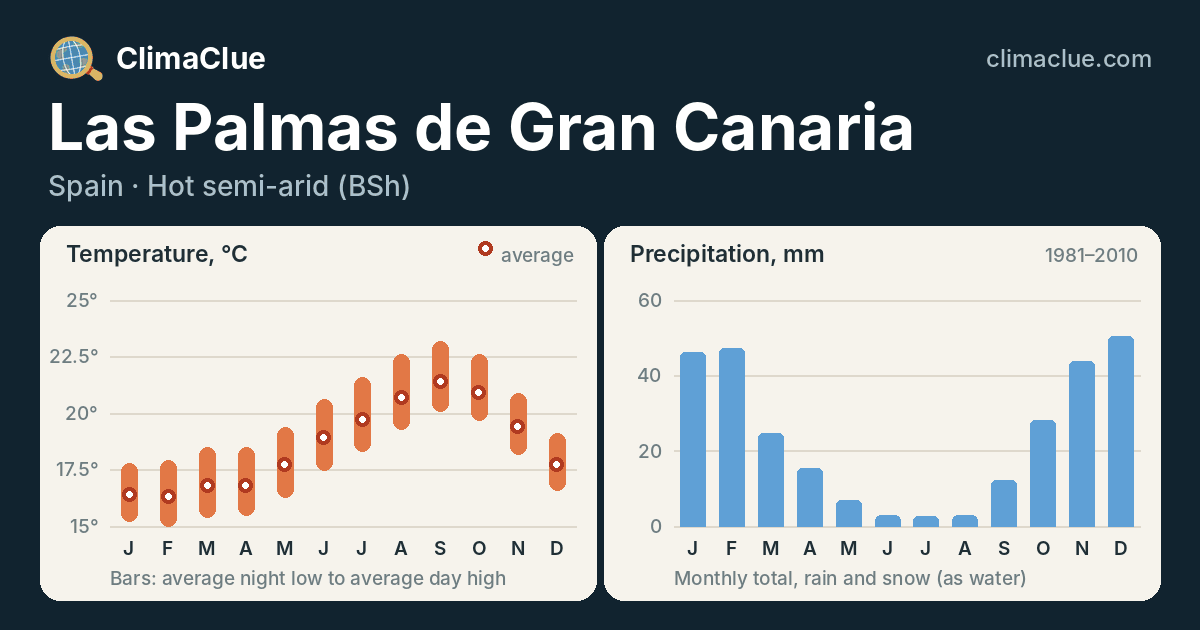 ClimaClue
climaclue.com
Las Palmas de Gran Canaria
Spain · Hot semi-arid (BSh)
Temperature, °C
average
25°
22.5°
20°
17.5°
15°
J F M A M J J A S O N D
Bars: average night low to average day high
Precipitation, mm
1981–2010
60
40
20
0
J F M A M J J A S O N D
Monthly total, rain and snow (as water)